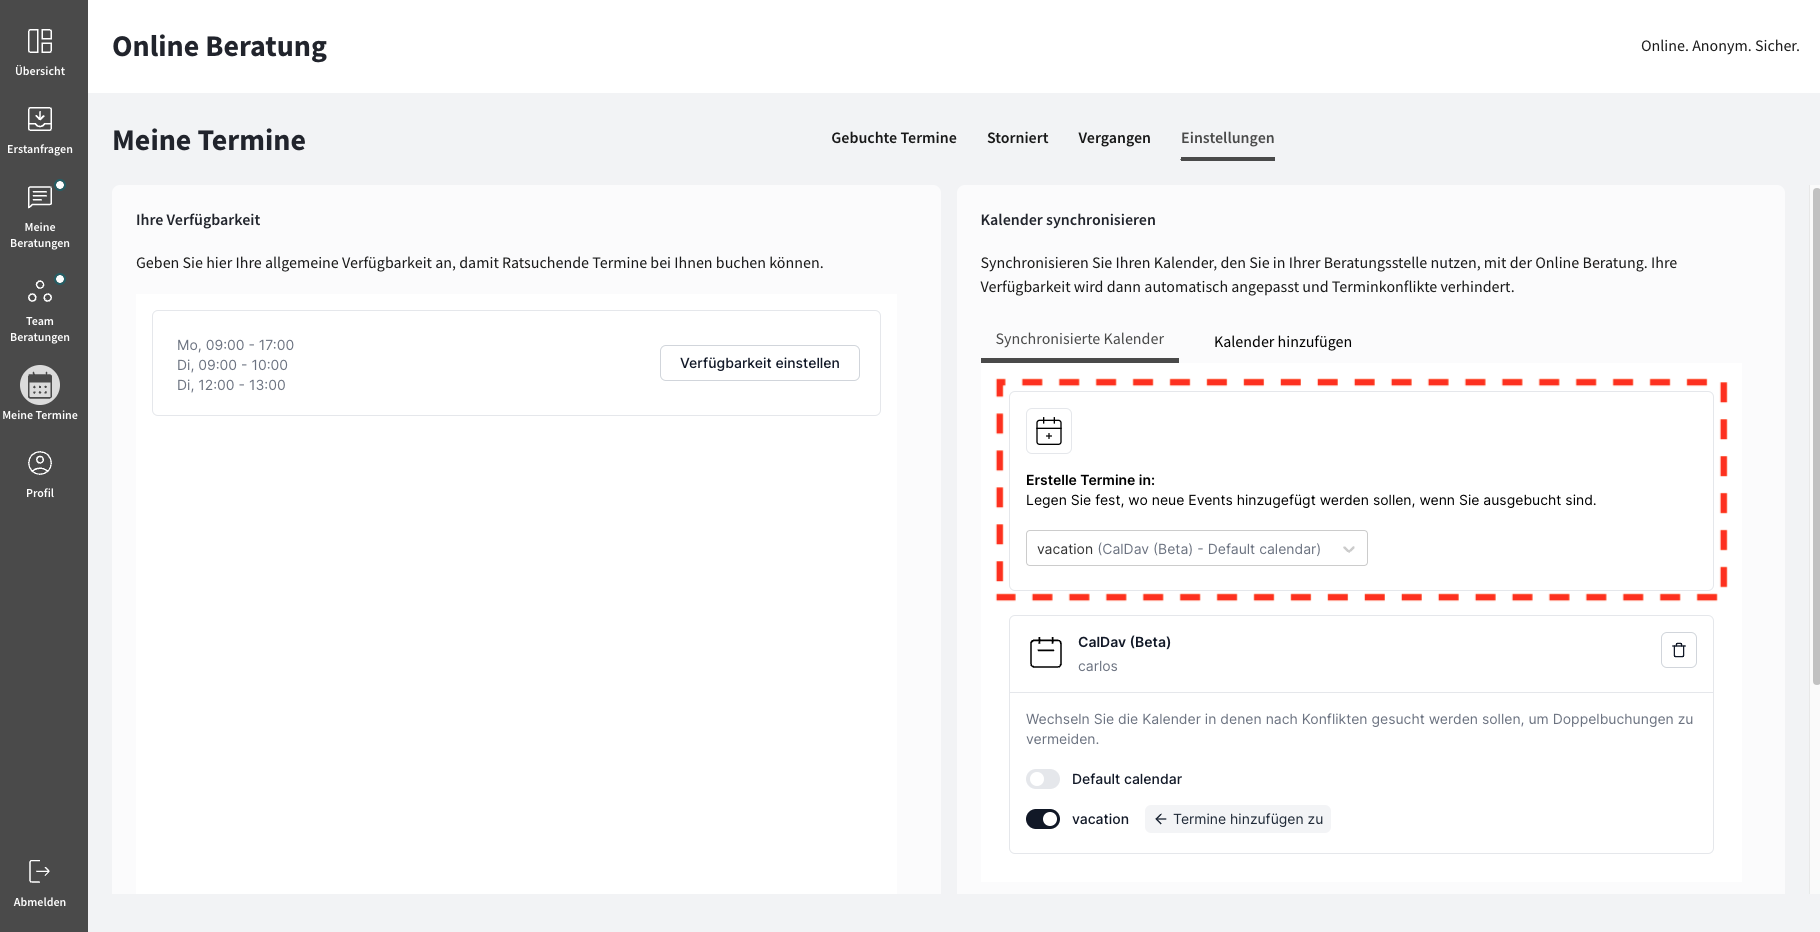 Online Beratung
Online. Anonym. Sicher.
Übersicht
Erstanfragen
Meine
Beratungen
Team
Beratungen
Meine Termine
Profil
Abmelden
Meine Termine
Gebuchte Termine
Storniert
Vergangen
Einstellungen
Ihre Verfügbarkeit
Geben Sie hier Ihre allgemeine Verfügbarkeit an, damit Ratsuchende Termine bei Ihnen buchen können.
Mo, 09:00 - 17:00
Di, 09:00 - 10:00
Di, 12:00 - 13:00
Verfügbarkeit einstellen
Kalender synchronisieren
Synchronisieren Sie Ihren Kalender, den Sie in Ihrer Beratungsstelle nutzen, mit der Online Beratung. Ihre
Verfügbarkeit wird dann automatisch angepasst und Terminkonflikte verhindert.
Synchronisierte Kalender
Kalender hinzufügen
Erstelle Termine in:
Legen Sie fest, wo neue Events hinzugefügt werden sollen, wenn Sie ausgebucht sind.
vacation (CalDav (Beta) - Default calendar)
CalDav (Beta)
carlos
Wechseln Sie die Kalender in denen nach Konflikten gesucht werden sollen, um Doppelbuchungen zu
vermeiden.
Default calendar
vacation
← Termine hinzufügen zu